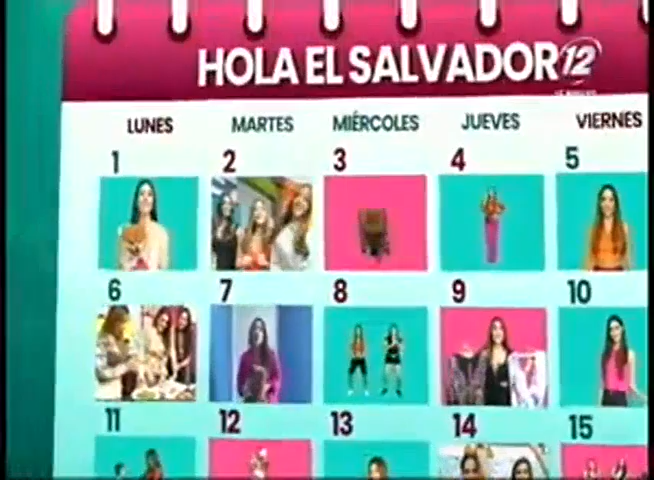 HOLA EL SALVADOR 12
LUNES MARTES MIÉRCOLES JUEVES VIERNES
1 2 3 4 5
6 7 8 9 10
11 12 13 14 15